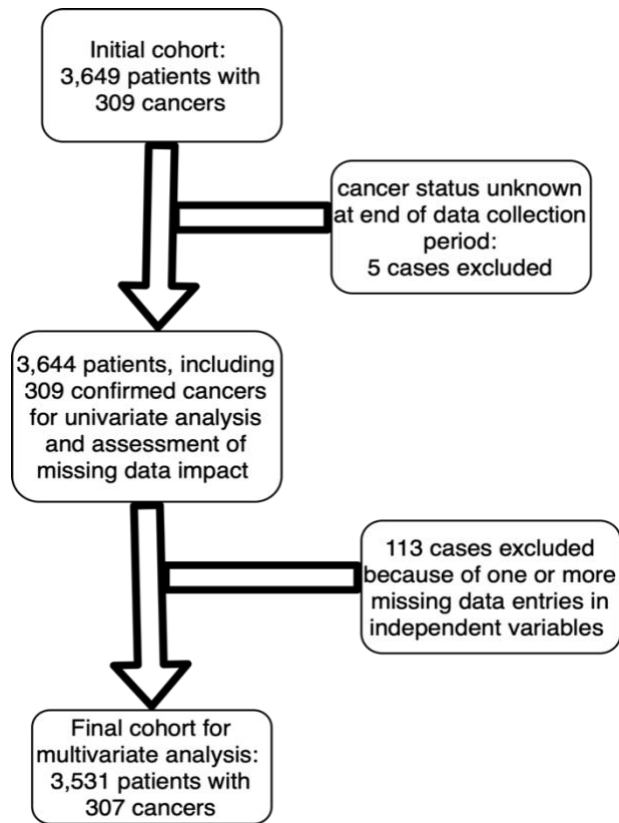 Initial cohort:
3,649 patients with
309 cancers
cancer status unknown
at end of data collection
period:
5 cases excluded
3,644 patients, including
309 confirmed cancers
for univariate analysis
and assessment of
missing data impact
113 cases excluded
because of one or more
missing data entries in
independent variables
Final cohort for
multivariate analysis:
3,531 patients with
307 cancers